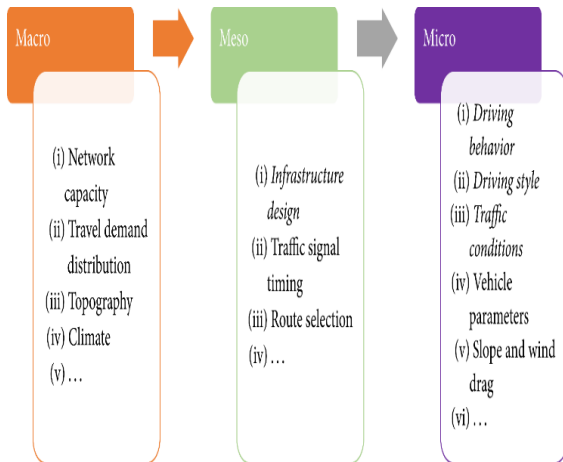 Macro
(i) Network
capacity
(ii) Travel demand
distribution
(iii) Topography
(iv) Climate
(v) …
Meso
(i) Infrastructure
design
(ii) Traffic signal
timing
(iii) Route selection
(iv) …
Micro
(i) Driving
behavior
(ii) Driving style
(iii) Traffic
conditions
(iv) Vehicle
parameters
(v) Slope and wind
drag
(vi) …